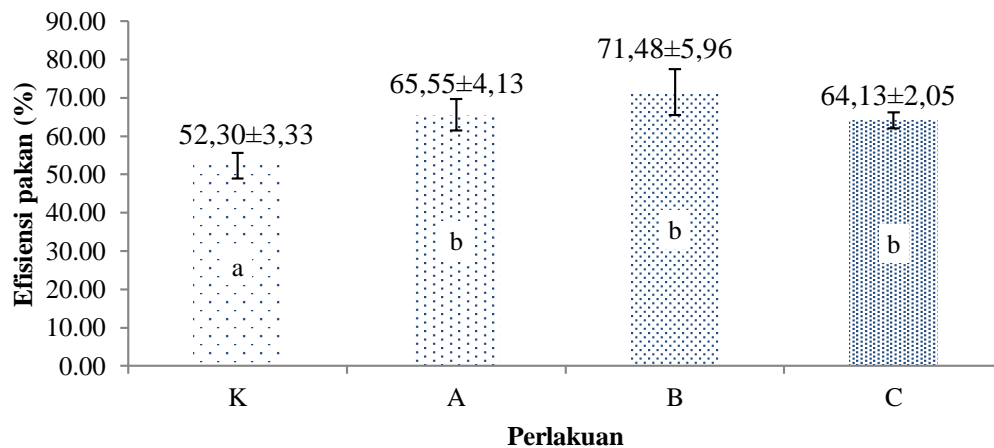 Efisiensi pakan (%)
90.00
80.00
70.00
60.00
50.00
40.00
30.00
20.00
10.00
0.00
52,30±3,33
65,55±4,13
71,48±5,96
64,13±2,05
a
b
b
b
K A B C
Perlakuan